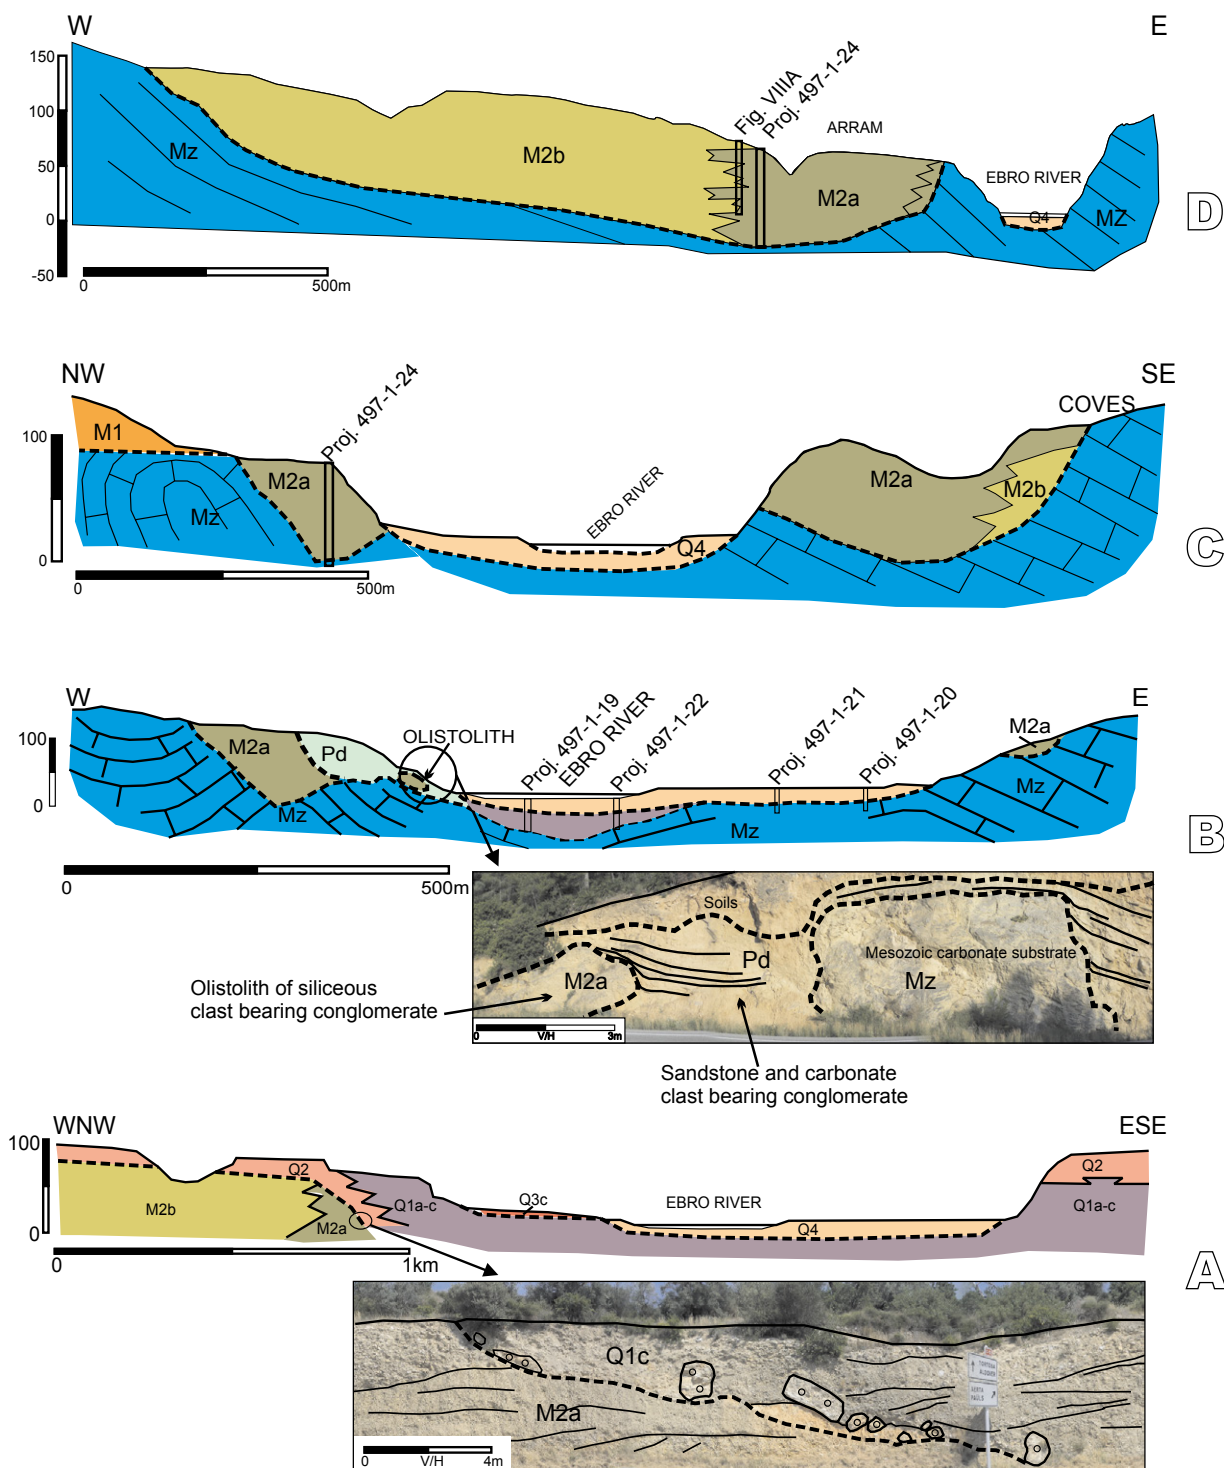 W
E
150
100
50
0
-50
Fig. VIIIA
Proj. 497-1-24
ARRAM
EBRO RIVER
Mz
M2b
M2a
Q4
MZ
D
0
500m
NW
SE
COVES
100
0
M1
Proj. 497-1-24
M2a
Mz
EBRO RIVER
Q4
M2a
M2b
C
0
500m
W
E
100
0
M2a
Pd
OLISTOLITH
Proj. 497-1-19
EBRO RIVER
Proj. 497-1-22
Proj. 497-1-21
Proj. 497-1-20
M2a
Mz
Mz
Mz
B
0
500m
Soils
Pd
Mesozoic carbonate substrate
Mz
M2a
Olistolith of siliceous
clast bearing conglomerate
0
V/H
3m
Sandstone and carbonate
clast bearing conglomerate
WNW
ESE
100
0
Q2
M2b
M2a
Q1a-c
Q3c
EBRO RIVER
Q4
Q2
Q1a-c
A
0
1km
Q1c
M2a
0
V/H
4m